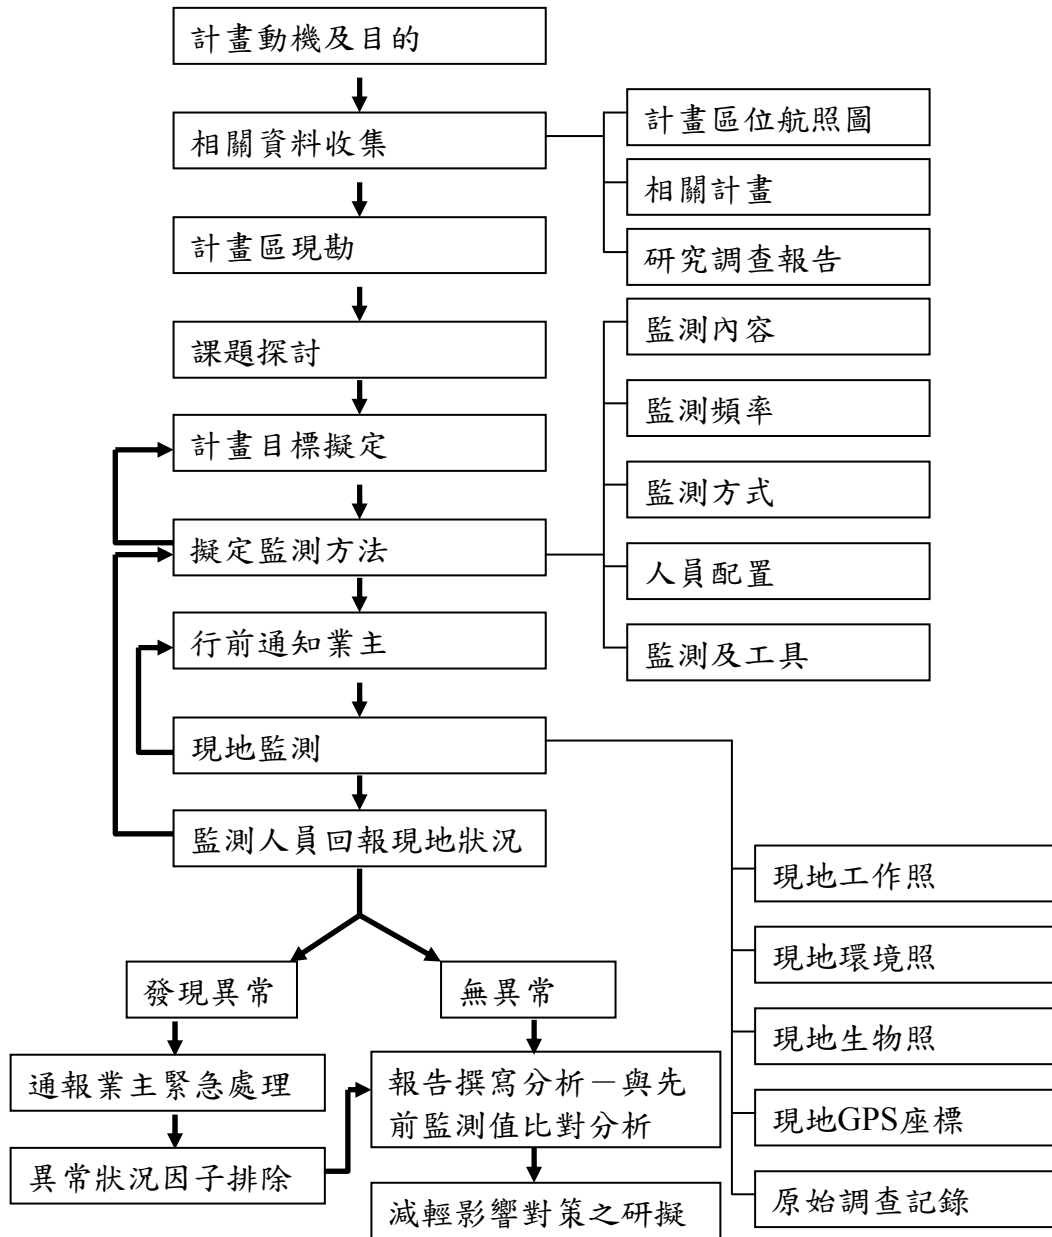 計畫動機及目的
相關資料收集
計畫區位航照圖
相關計畫
研究調查報告
計畫區現勘
課題探討
計畫目標擬定
擬定監測方法
監測內容
監測頻率
監測方式
人員配置
監測及工具
行前通知業主
現地監測
監測人員回報現地狀況
現地工作照
現地環境照
現地生物照
現地GPS座標
原始調查記錄
發現異常
無異常
通報業主緊急處理
異常狀況因子排除
報告撰寫分析－與先
前監測值比對分析
減輕影響對策之研擬